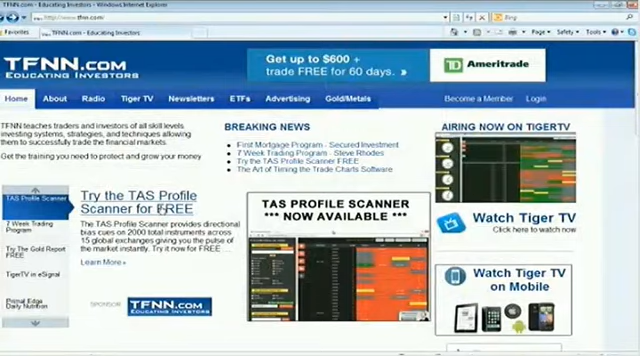 TFNN.com - Educating Investors - Windows Internet Explorer
http://www.tfnn.com/
Bing
Favorites
TFNN.com - Educating Investors
Page
Safety
Tools
TFNN.COM
EDUCATING INVESTORS
Get up to $600 +
trade FREE for 60 days. »
TD Ameritrade
Home
About
Radio
Tiger TV
Newsletters
ETFs
Advertising
Gold/Metals
Become a Member
Login
TFNN teaches traders and investors of all skill levels
investing systems, strategies, and techniques allowing
them to successfully trade the financial markets.
Get the training you need to protect and grow your money
BREAKING NEWS
First Mortgage Program - Secured Investment
7 Week Trading Program - Steve Rhodes
Try the TAS Profile Scanner FREE
The Art of Timing the Trade Charts Software
AIRING NOW ON TIGERTV
Watch Tiger TV
Click here to watch now
TAS Profile Scanner
7 Week Trading
Program
Try The Gold Report
FREE
TigerTV in eSignal
Primal Edge
Daily Nutrition
Try the TAS Profile
Scanner for FREE
The TAS Profile Scanner provides directional
bias cues on 2000 total instruments across
15 global exchanges giving you the pulse of
the market instantly. Try it now for FREE
Learn More
SPONSOR
TFNN.COM
EDUCATING INVESTORS
TAS PROFILE SCANNER
*** NOW AVAILABLE ***
Watch Tiger TV
on Mobile